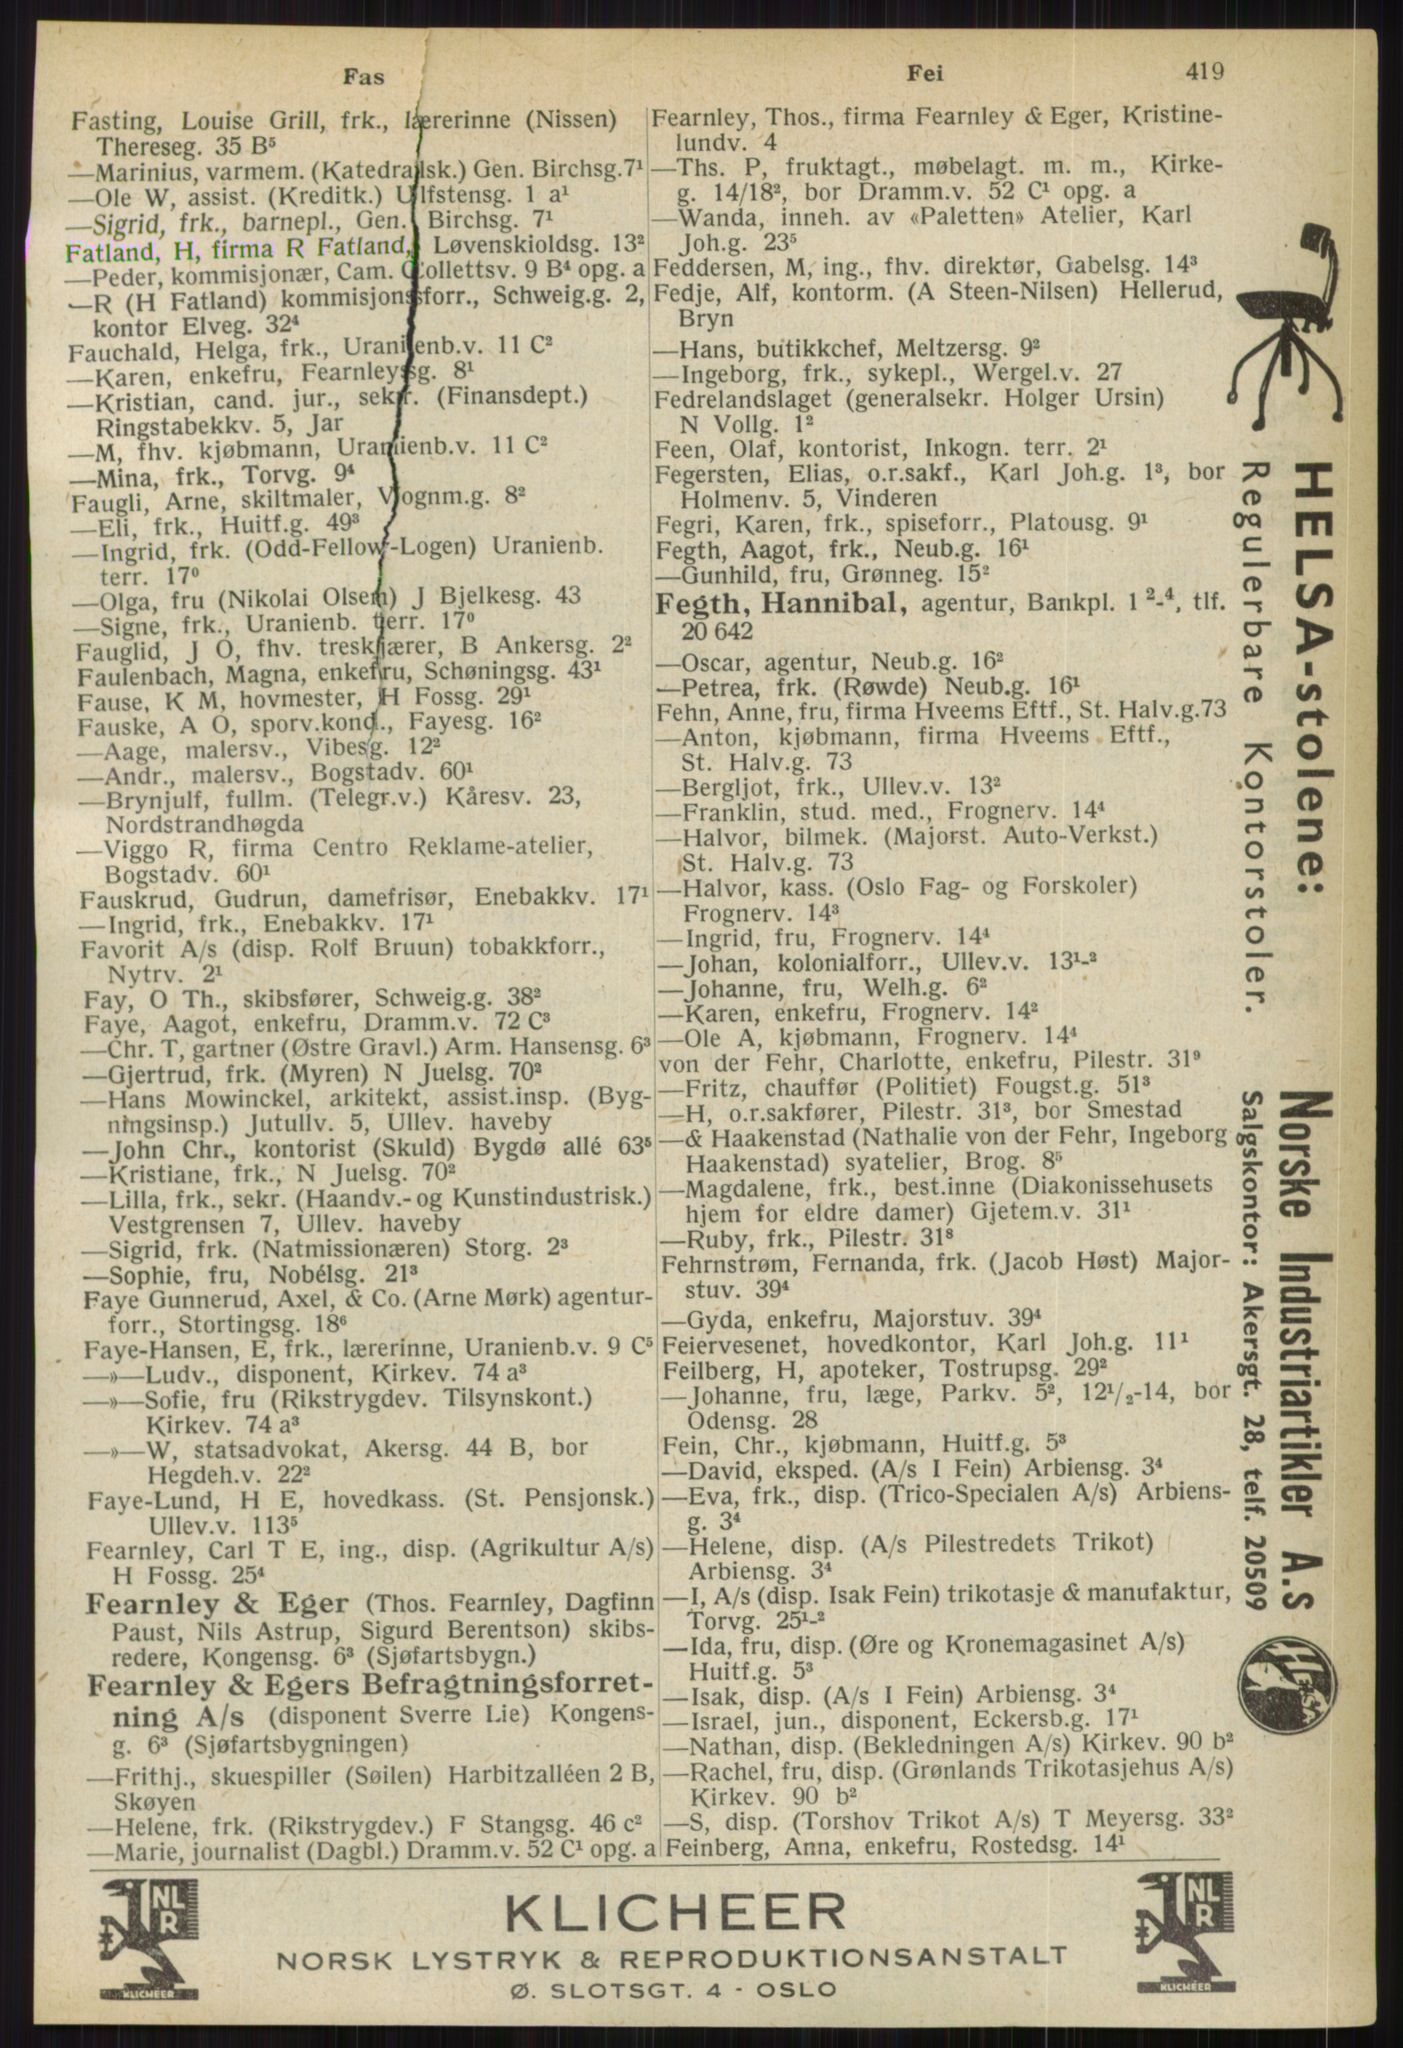 Fas
Fei
419
Fasting, Louise Grill, frk., lærerinne (Nissen)
Thereseg. 35 B⁵
—Marinius, varmem. (Katedralsk.) Gen. Birchsg.7¹
—Ole W, assist. (Kreditk.) Ulfstensg. 1 a¹
—Sigrid, frk., barnepl., Gen. Birchsg. 7¹
Fatland, H, firma R Fatland, Løvenskioldsg. 13²
—Peder, kommisjonær, Cam. Collettsv. 9 B⁴ opg. a
—R (H Fatland) kommisjonsforr., Schweig.g. 2,
kontor Elveg. 32⁴
Fauchald, Helga, frk., Uranienb.v. 11 C²
—Karen, enkefru, Fearnleysg. 8¹
—Kristian, cand. jur., sekr. (Finansdept.)
Ringstabekkv. 5, Jar
—M, fhv. kjøbmann, Uranienb.v. 11 C²
—Mina, frk., Torvg. 9⁴
Faugli, Arne, skiltmaler, Vognm.g. 8²
—Eli, frk., Huitf.g. 49³
—Ingrid, frk. (Odd-Fellow-Logen) Uranienb.
terr. 17⁰
—Olga, fru (Nikolai Olsen) J Bjelkesg. 43
—Signe, frk., Uranienb. terr. 17⁰
Fauglid, J O, fhv. treskjærer, B Ankersg. 2²
Faulenbach, Magna, enkefru, Schøningsg. 43¹
Fause, K M, hovmester, H Fossg. 29¹
Fauske, A O, sporv.kond., Fayesg. 16²
—Aage, malersv., Vibesg. 12²
—Andr., malersv., Bogstadv. 60¹
—Brynjulf, fullm. (Telegr.v.) Kåresv. 23,
Nordstrandhøgda
—Viggo R, firma Centro Reklame-atelier,
Bogstadv. 60¹
Fauskrud, Gudrun, damefrisør, Enebakkv. 17¹
—Ingrid, frk., Enebakkv. 17¹
Favorit A/s (disp. Rolf Bruun) tobakkforr.,
Nytrv. 2¹
Fay, O Th., skibsfører, Schweig.g. 38²
Faye, Aagot, enkefru, Dramm.v. 72 C³
—Chr. T, gartner (Østre Gravl.) Arm. Hansensg. 6³
—Gjertrud, frk. (Myren) N Juelsg. 70²
—Hans Mowinckel, arkitekt, assist.insp. (Byg-
ningsinsp.) Jutullv. 5, Ullev. haveby
—John Chr., kontorist (Skuld) Bygdø allé 63⁵
—Kristiane, frk., N Juelsg. 70²
—Lilla, frk., sekr. (Haandv.- og Kunstindustrisk.)
Vestgrensen 7, Ullev. haveby
—Sigrid, frk. (Natmissionæren) Storg. 2³
—Sophie, fru, Nobélsg. 21³
Faye Gunnerud, Axel, & Co. (Arne Mørk) agentur-
forr., Stortingsg. 18⁶
Faye-Hansen, E, frk., lærerinne, Uranienb.v. 9 C⁵
—»—Ludv., disponent, Kirkev. 74 a³
—»—Sofie, fru (Rikstrygdev. Tilsynskont.)
Kirkev. 74 a³
—»—W, statsadvokat, Akersg. 44 B, bor
Hegdeh.v. 22²
Faye-Lund, H E, hovedkass. (St. Pensjonsk.)
Ullev.v. 113⁵
Fearnley, Carl T E, ing., disp. (Agrikultur A/s)
H Fossg. 25⁴
Fearnley & Eger (Thos. Fearnley, Dagfinn
Paust, Nils Astrup, Sigurd Berentson) skibs-
redere, Kongensg. 6³ (Sjøfartsbygn.)
Fearnley & Egers Befragtningsforret-
ning A/s (disponent Sverre Lie) Kongens-
g. 6³ (Sjøfartsbygningen)
—Frithj., skuespiller (Søilen) Harbitzalléen 2 B,
Skøyen
—Helene, frk. (Rikstrygdev.) F Stangsg. 46 c²
—Marie, journalist (Dagbl.) Dramm.v. 52 C¹ opg. a
Fearnley, Thos., firma Fearnley & Eger, Kristine-
lundv. 4
—Ths. P, fruktagt., møbelagt. m. m., Kirke-
g. 14/18², bor Dramm.v. 52 C¹ opg. a
—Wanda, inneh. av «Paletten» Atelier, Karl
Joh.g. 23⁵
Feddersen, M, ing., fhv. direktør, Gabelsg. 14³
Fedje, Alf, kontorm. (A Steen-Nilsen) Hellerud,
Bryn
—Hans, butikkchef, Meltzersg. 9²
—Ingeborg, frk., sykepl., Wergel.v. 27
Fedrelandslaget (generalsekr. Holger Ursin)
N Vollg. 1²
Feen, Olaf, kontorist, Inkogn. terr. 2¹
Fegersten, Elias, o.r.sakf., Karl Joh.g. 1³, bor
Holmenv. 5, Vinderen
Fegri, Karen, frk., spiseforr., Platousg. 9¹
Fegth, Aagot, frk., Neub.g. 16¹
—Gunhild, fru, Grønneg. 15²
Fegth, Hannibal, agentur, Bankpl. 1 ²-⁴, tlf.
20 642
—Oscar, agentur, Neub.g. 16²
—Petrea, frk. (Røwde) Neub.g. 16¹
Fehn, Anne, fru, firma Hveems Eftf., St. Halv.g.73
—Anton, kjøbmann, firma Hveems Eftf.,
St. Halv.g. 73
—Bergljot, frk., Ullev.v. 13²
—Franklin, stud. med., Frognerv. 14⁴
—Halvor, bilmek. (Majorst. Auto-Verkst.)
St. Halv.g. 73
—Halvor, kass. (Oslo Fag- og Forskoler)
Frognerv. 14³
—Ingrid, fru, Frognerv. 14⁴
—Johan, kolonialforr., Ullev.v. 13¹-²
—Johanne, fru, Welh.g. 6²
—Karen, enkefru, Frognerv. 14²
—Ole A, kjøbmann, Frognerv. 14⁴
von der Fehr, Charlotte, enkefru, Pilestr. 31⁹
—Fritz, chauffør (Politiet) Fougst.g. 51³
—H, o.r.sakfører, Pilestr. 31³, bor Smestad
—& Haakenstad (Nathalie von der Fehr, Ingeborg
Haakenstad) syatelier, Brog. 8⁵
—Magdalene, frk., best.inne (Diakonissehusets
hjem for eldre damer) Gjetem.v. 31¹
—Ruby, frk., Pilestr. 31⁸
Fehrnstrøm, Fernanda, frk. (Jacob Høst) Major-
stuv. 39⁴
—Gyda, enkefru, Majorstuv. 39⁴
Feiervesenet, hovedkontor, Karl Joh.g. 11¹
Feilberg, H, apoteker, Tostrupsg. 29²
—Johanne, fru, læge, Parkv. 5², 12¹/₂-14, bor
Odensg. 28
Fein, Chr., kjøbmann, Huitf.g. 5³
—David, eksped. (A/s I Fein) Arbiensg. 3⁴
—Eva, frk., disp. (Trico-Specialen A/s) Arbiens-
g. 3⁴
—Helene, disp. (A/s Pilestredets Trikot)
Arbiensg. 3⁴
—I, A/s (disp. Isak Fein) trikotasje & manufaktur,
Torvg. 25¹-²
—Ida, fru, disp. (Øre og Kronemagasinet A/s)
Huitf.g. 5³
—Isak, disp. (A/s I Fein) Arbiensg. 3⁴
—Israel, jun., disponent, Eckersb.g. 17¹
—Nathan, disp. (Bekledningen A/s) Kirkev. 90 b²
—Rachel, fru, disp. (Grønlands Trikotasjehus A/s)
Kirkev. 90 b²
—S, disp. (Torshov Trikot A/s) T Meyersg. 33²
Feinberg, Anna, enkefru, Rostedsg. 14¹
HELSA-stolene:
Regulerbare Kontorstoler.
NORSKE INDUSTRIARTIKLER A.S
Salgskontor: Akersgt. 28, telf. 20509
NLR
KLICHEER
KLICHEER
NORSK LYSTRYK & REPRODUKTIONSANSTALT
Ø. SLOTSGT. 4 - OSLO
NLR
KLICHEER